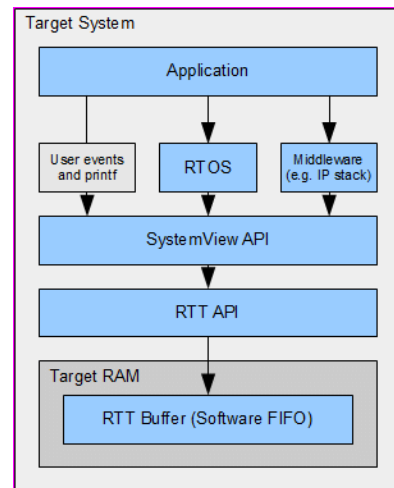 Target System
Application
User events
and printf
RTOS
Middleware
(e.g. IP stack)
SystemView API
RTT API
Target RAM
RTT Buffer (Software FIFO)